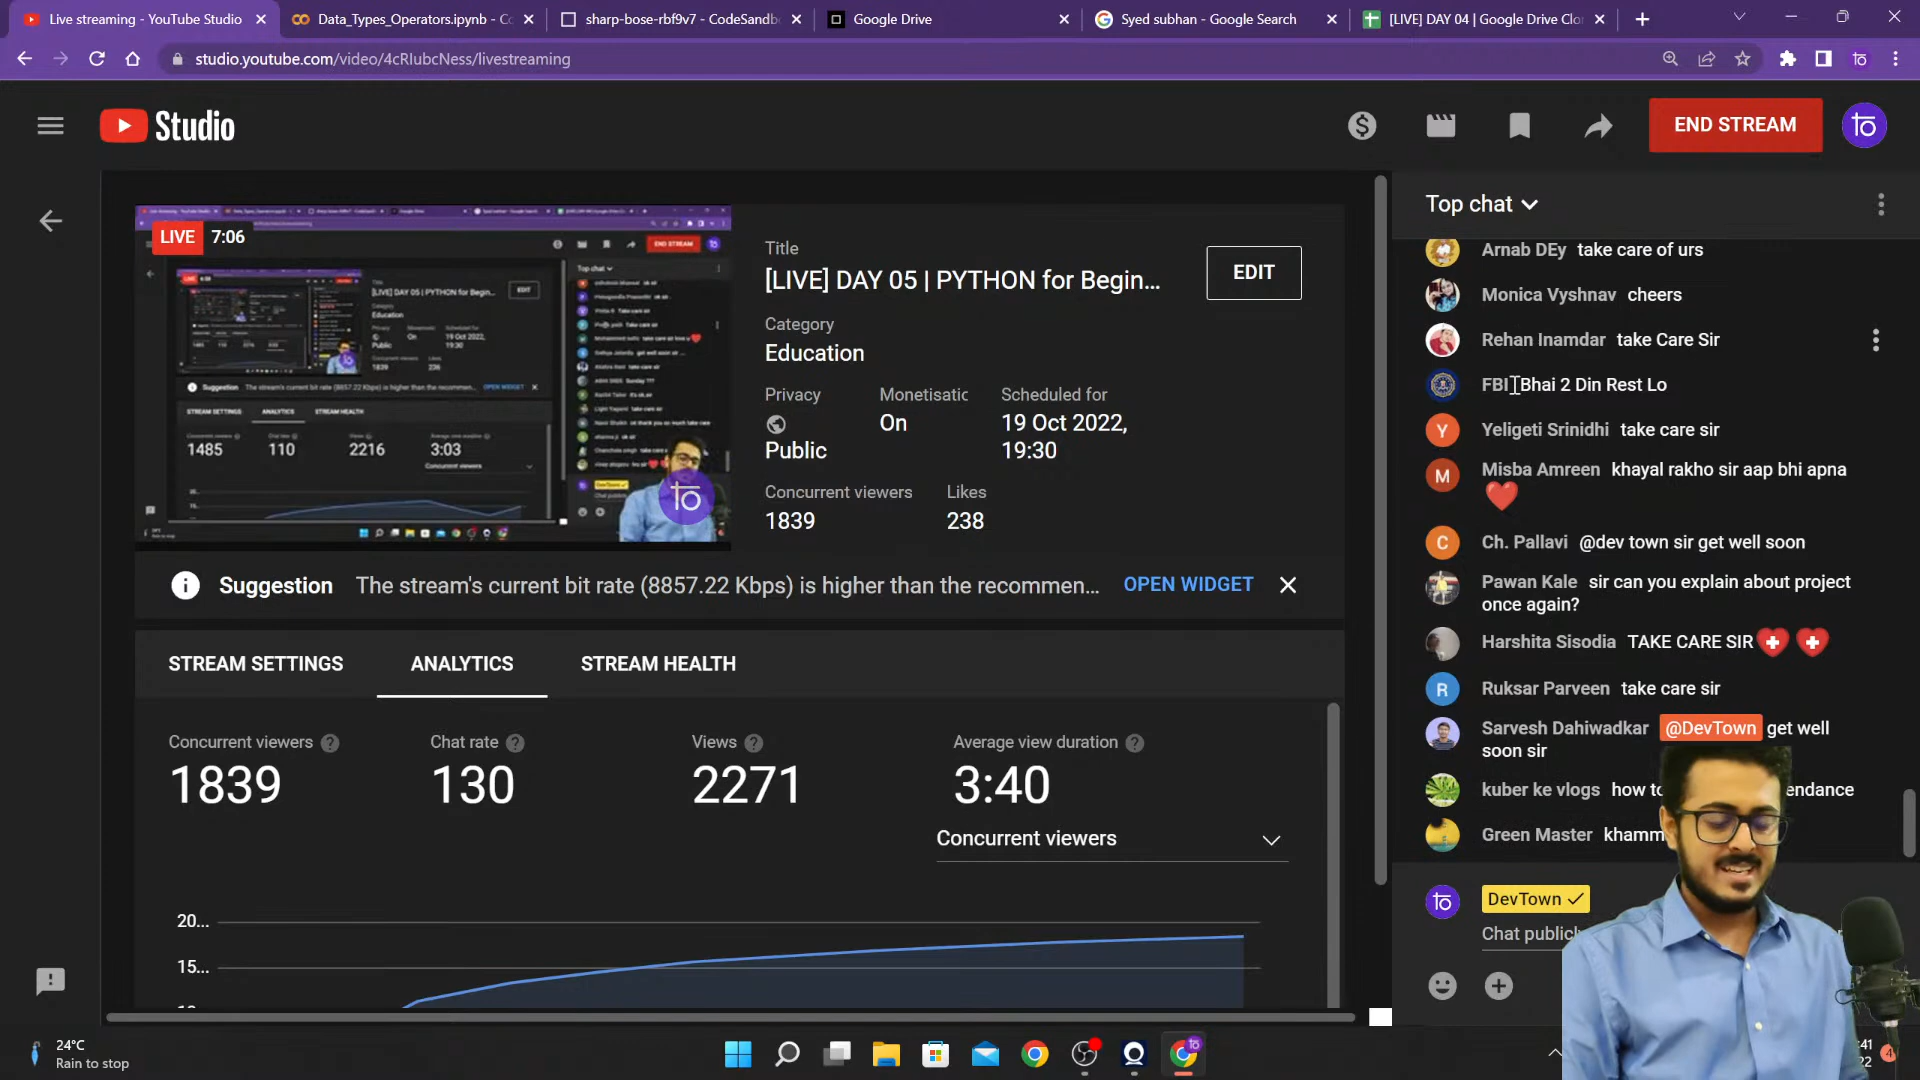 Live streaming - YouTube Studio
Data_Types_Operators.ipynb - Co
sharp-bose-rbf9v7 - CodeSandb
Google Drive
Syed subhan - Google Search
[LIVE] DAY 04 | Google Drive Clon
studio.youtube.com/video/4cRIubcNess/livestreaming
Studio
END STREAM
LIVE 7:06
Title
[LIVE] DAY 05 | PYTHON for Begin...
EDIT
Category
Education
Privacy
Public
Monetisatic
On
Scheduled for
19 Oct 2022,
19:30
Concurrent viewers
1839
Likes
238
Suggestion The stream's current bit rate (8857.22 Kbps) is higher than the recommen... OPEN WIDGET
STREAM SETTINGS
ANALYTICS
STREAM HEALTH
Concurrent viewers
1839
Chat rate
130
Views
2271
Average view duration
3:40
Concurrent viewers
20...
15...
Top chat
Arnab DEy take care of urs
Monica Vyshnav cheers
Rehan Inamdar take Care Sir
FBI Bhai 2 Din Rest Lo
Yeligeti Srinidhi take care sir
Misba Amreen khayal rakho sir aap bhi apna
Ch. Pallavi @dev town sir get well soon
Pawan Kale sir can you explain about project
once again?
Harshita Sisodia TAKE CARE SIR
Ruksar Parveen take care sir
Sarvesh Dahiwadkar @DevTown get well
soon sir
kuber ke vlogs how
Green Master
DevTown
Chat
24°C
Rain to stop